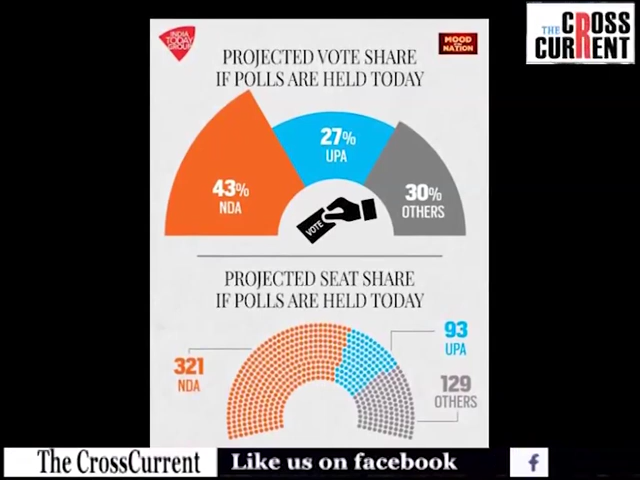 INDIA
TODAY
GROUP
MOOD
OF THE
NATION
THE CROSS
CURRENT
PROJECTED VOTE SHARE
IF POLLS ARE HELD TODAY
27%
UPA
43%
NDA
30%
OTHERS
VOTE
PROJECTED SEAT SHARE
IF POLLS ARE HELD TODAY
93
UPA
321
NDA
129
OTHERS
The CrossCurrent
Like us on facebook
f